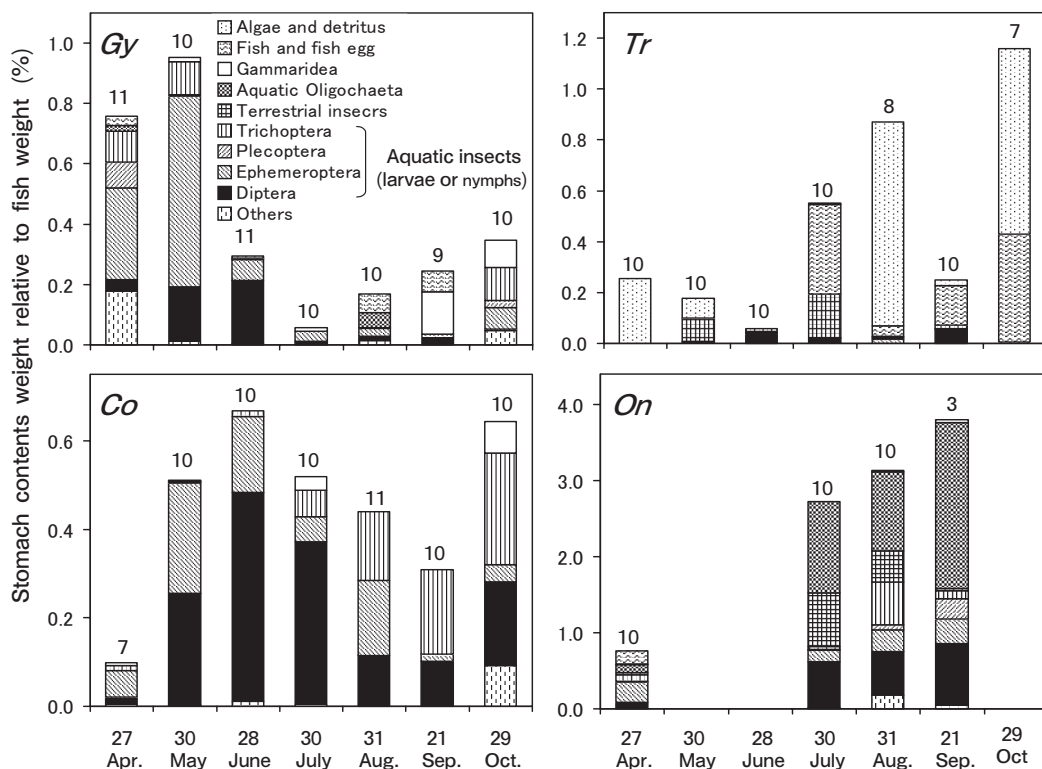 Stomach contents weight relative to fish weight (%)
Gy
1.0
0.8
0.6
0.4
0.2
0.0
11
10
11
10
10
9
10
Algae and detritus
Fish and fish egg
Gammaridea
Aquatic Oligochaeta
Terrestrial insecrs
Trichoptera
Plecoptera
Ephemeroptera
Diptera
Others
Aquatic insects
(larvae or nymphs)
Tr
1.2
1.0
0.8
0.6
0.4
0.2
0.0
10
10
10
10
8
10
7
Co
0.6
0.4
0.2
0.0
7
10
10
10
11
10
10
27 30 28 30 31 21 29
Apr. May June July Aug. Sep. Oct.
On
4.0
3.0
2.0
1.0
0.0
10
10
10
3
27 30 28 30 31 21 29
Apr. May June July Aug. Sep. Oct